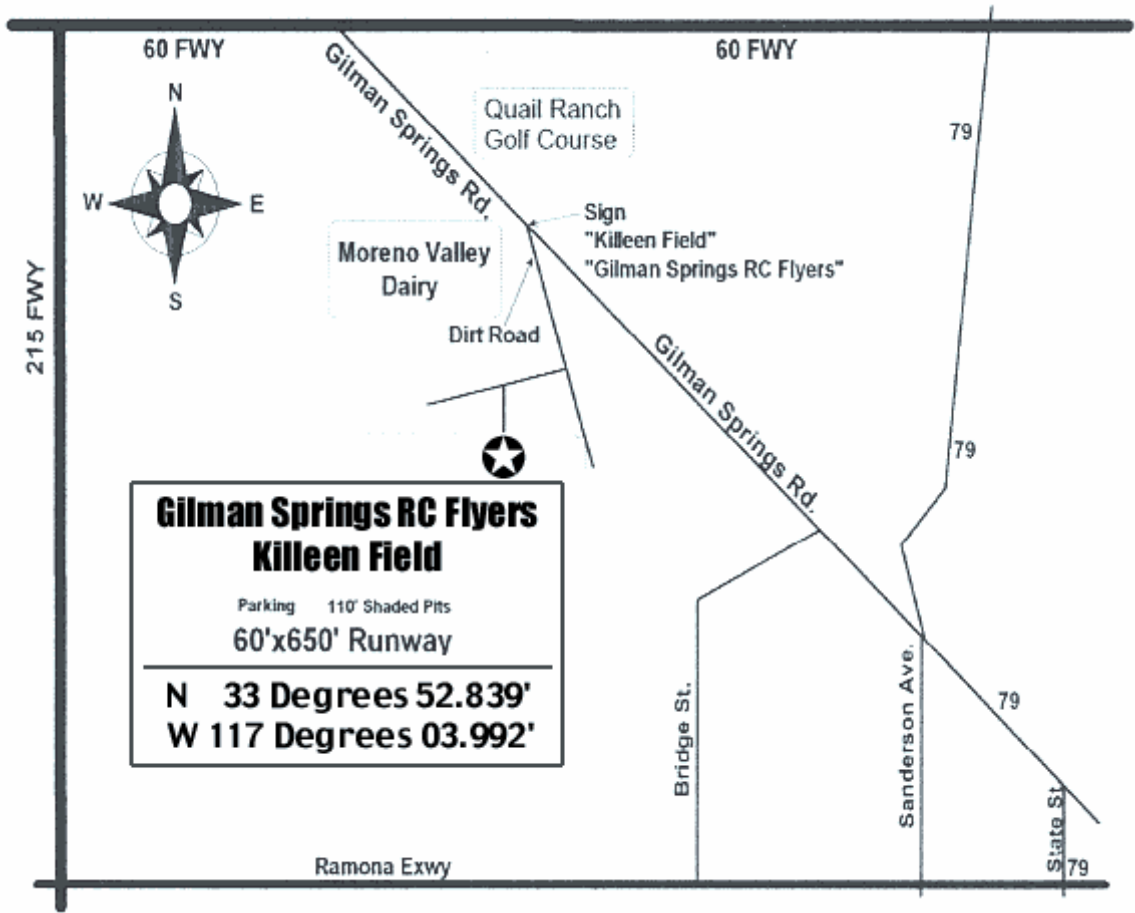 60 FWY
60 FWY
N
W
E
S
Gilman Springs Rd.
Quail Ranch
Golf Course
79
Sign
"Killeen Field"
"Gilman Springs RC Flyers"
Moreno Valley
Dairy
215 FWY
Dirt Road
Gilman Springs Rd.
79
Gilman Springs RC Flyers
Killeen Field
Parking 110' Shaded Pits
60'x650' Runway
N 33 Degrees 52.839'
W 117 Degrees 03.992'
Bridge St.
Sanderson Ave.
79
State St
79
Ramona Exwy